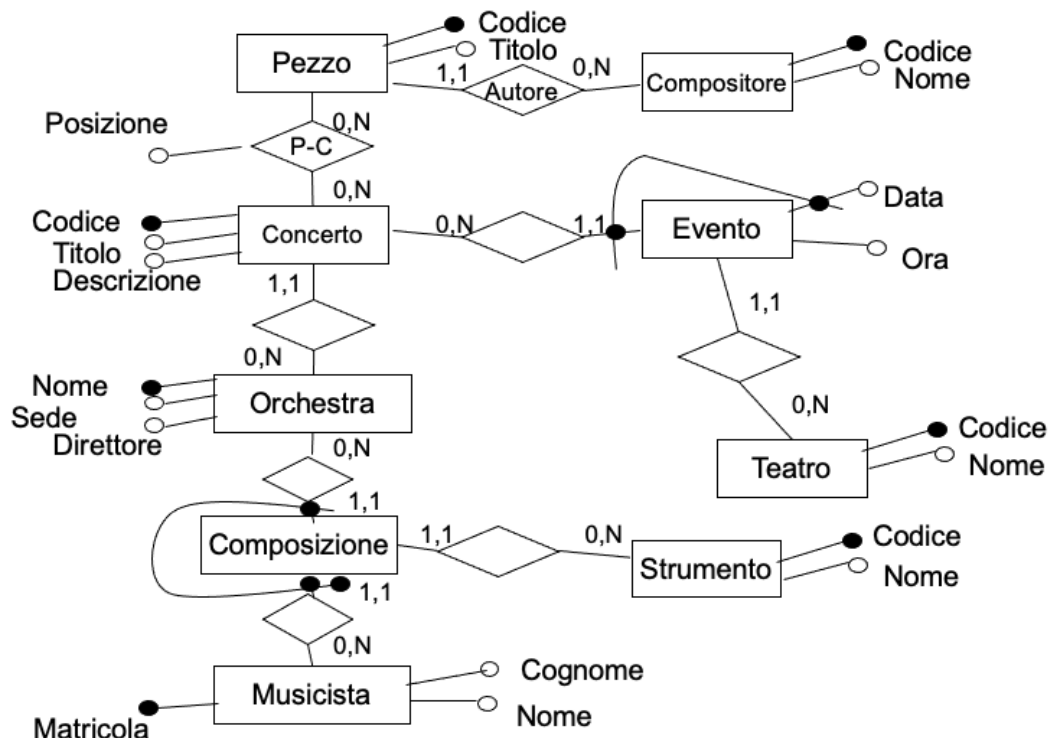 Codice
Pezzo
Titolo
1,1
0,N
Autore
Compositore
Codice
Nome
Posizione
0,N
P-C
0,N
Codice
Titolo
Descrizione
Concerto
0,N
1,1
Evento
Data
Ora
1,1
1,1
0,N
0,N
Nome
Sede
Direttore
Orchestra
0,N
Teatro
Codice
Nome
1,1
Composizione
1,1
0,N
Strumento
Codice
Nome
1,1
0,N
Musicista
Cognome
Nome
Matricola